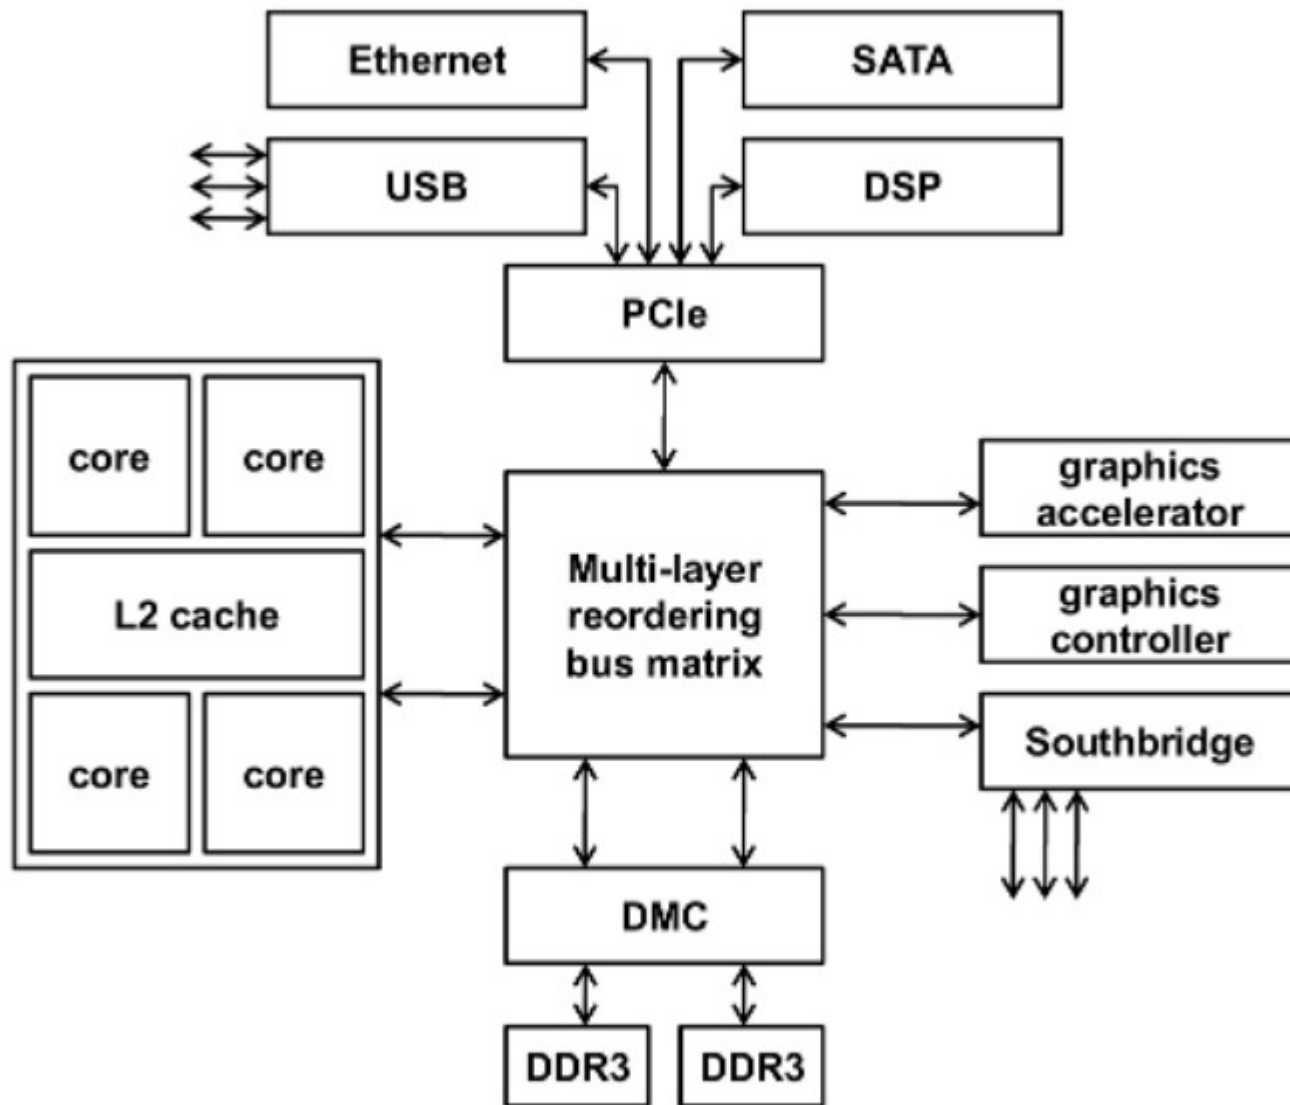 Ethernet
SATA
USB
DSP
PCIe
core
core
L2 cache
core
core
Multi-layer
reordering
bus matrix
graphics
accelerator
graphics
controller
Southbridge
DMC
DDR3
DDR3